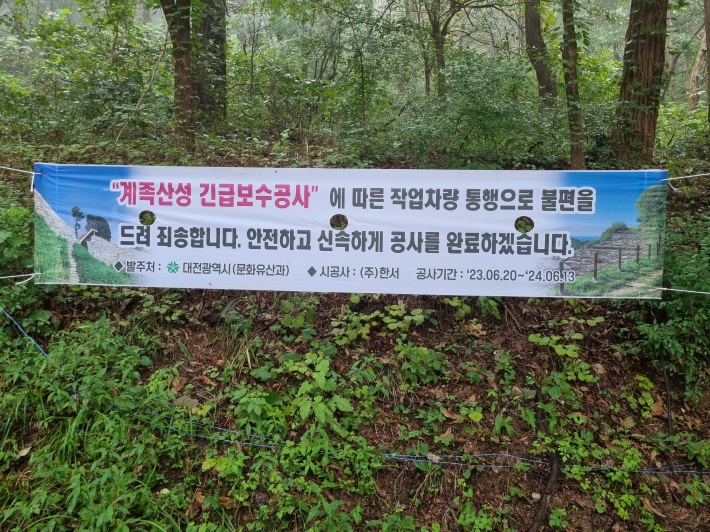 "계족산성 긴급보수공사" 에 따른 작업차량 통행으로 불편을
드려 죄송합니다. 안전하고 신속하게 공사를 완료하겠습니다.
◆발주처 : 대전광역시(문화유산과) ◆시공사 : (주)한서 공사기간 : '23.06.20~'24.06.13